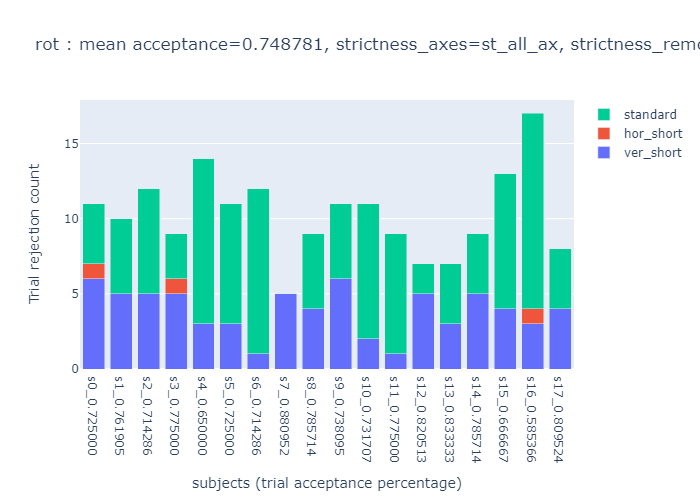 rot : mean acceptance=0.748781, strictness_axes=st_all_ax, strictness_remo
standard
hor_short
ver_short
Trial rejection count
15
10
5
0
s0_0.725000
s1_0.761905
s2_0.714286
s3_0.775000
s4_0.650000
s5_0.725000
s6_0.714286
s7_0.880952
s8_0.785714
s9_0.738095
s10_0.731707
s11_0.775000
s12_0.820513
s13_0.833333
s14_0.785714
s15_0.666667
s16_0.585366
s17_0.809524
subjects (trial acceptance percentage)